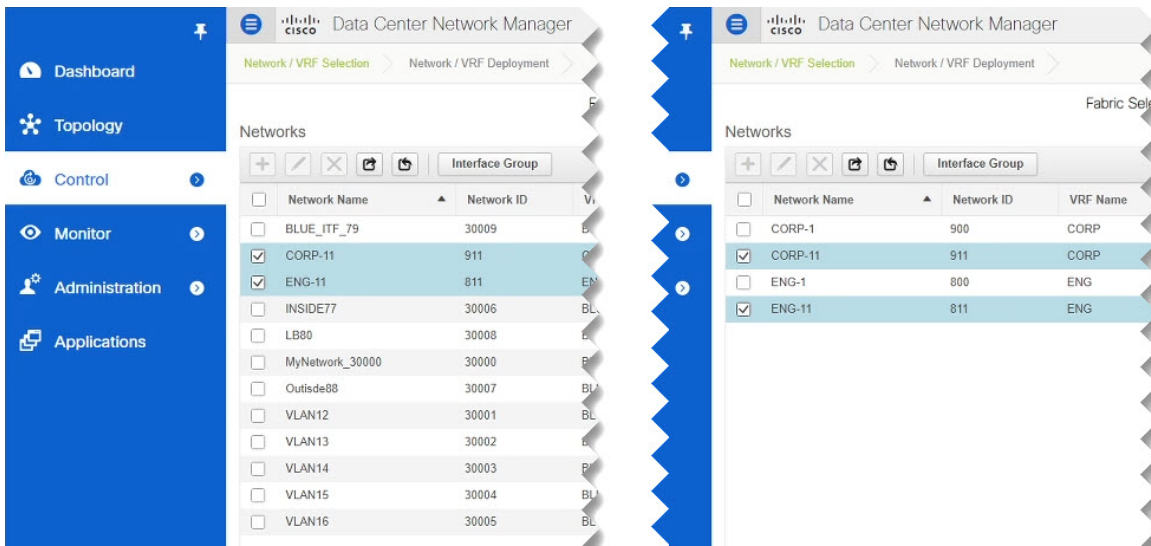 cisco Data Center Network Manager
Network / VRF Selection Network / VRF Deployment
Networks
Interface Group
Network Name Network ID
BLUE_ITF_79 30009
CORP-11 911
ENG-11 811
INSIDE77 30006
LB80 30008
MyNetwork_30000 30000
Outisde88 30007
VLAN12 30001
VLAN13 30002
VLAN14 30003
VLAN15 30004
VLAN16 30005
Dashboard
Topology
Control
Monitor
Administration
Applications
cisco Data Center Network Manager
Network / VRF Selection Network / VRF Deployment
Fabric Sele
Networks
Interface Group
Network Name Network ID VRF Name
CORP-1 900 CORP
CORP-11 911 CORP
ENG-1 800 ENG
ENG-11 811 ENG